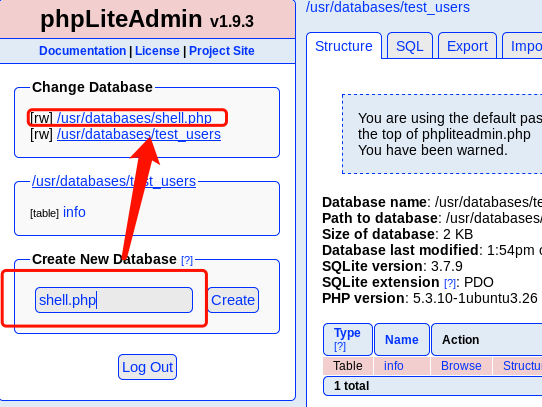 phpLiteAdmin v1.9.3
Documentation | License | Project Site
Change Database
[rw] /usr/databases/shell.php
[rw] /usr/databases/test_users
/usr/databases/test_users
[table] info
Create New Database [?]
shell.php
Create
Log Out
/usr/databases/test_users
Structure
SQL
Export
Impo
You are using the default pas
the top of phpliteadmin.php
You have been warned.
Database name: /usr/databases/te
Path to database: /usr/databases/
Size of database: 2 KB
Database last modified: 1:54pm o
SQLite version: 3.7.9
SQLite extension [?]: PDO
PHP version: 5.3.10-1ubuntu3.26
Type [?] Name Action
Table info Browse Structu
1 total